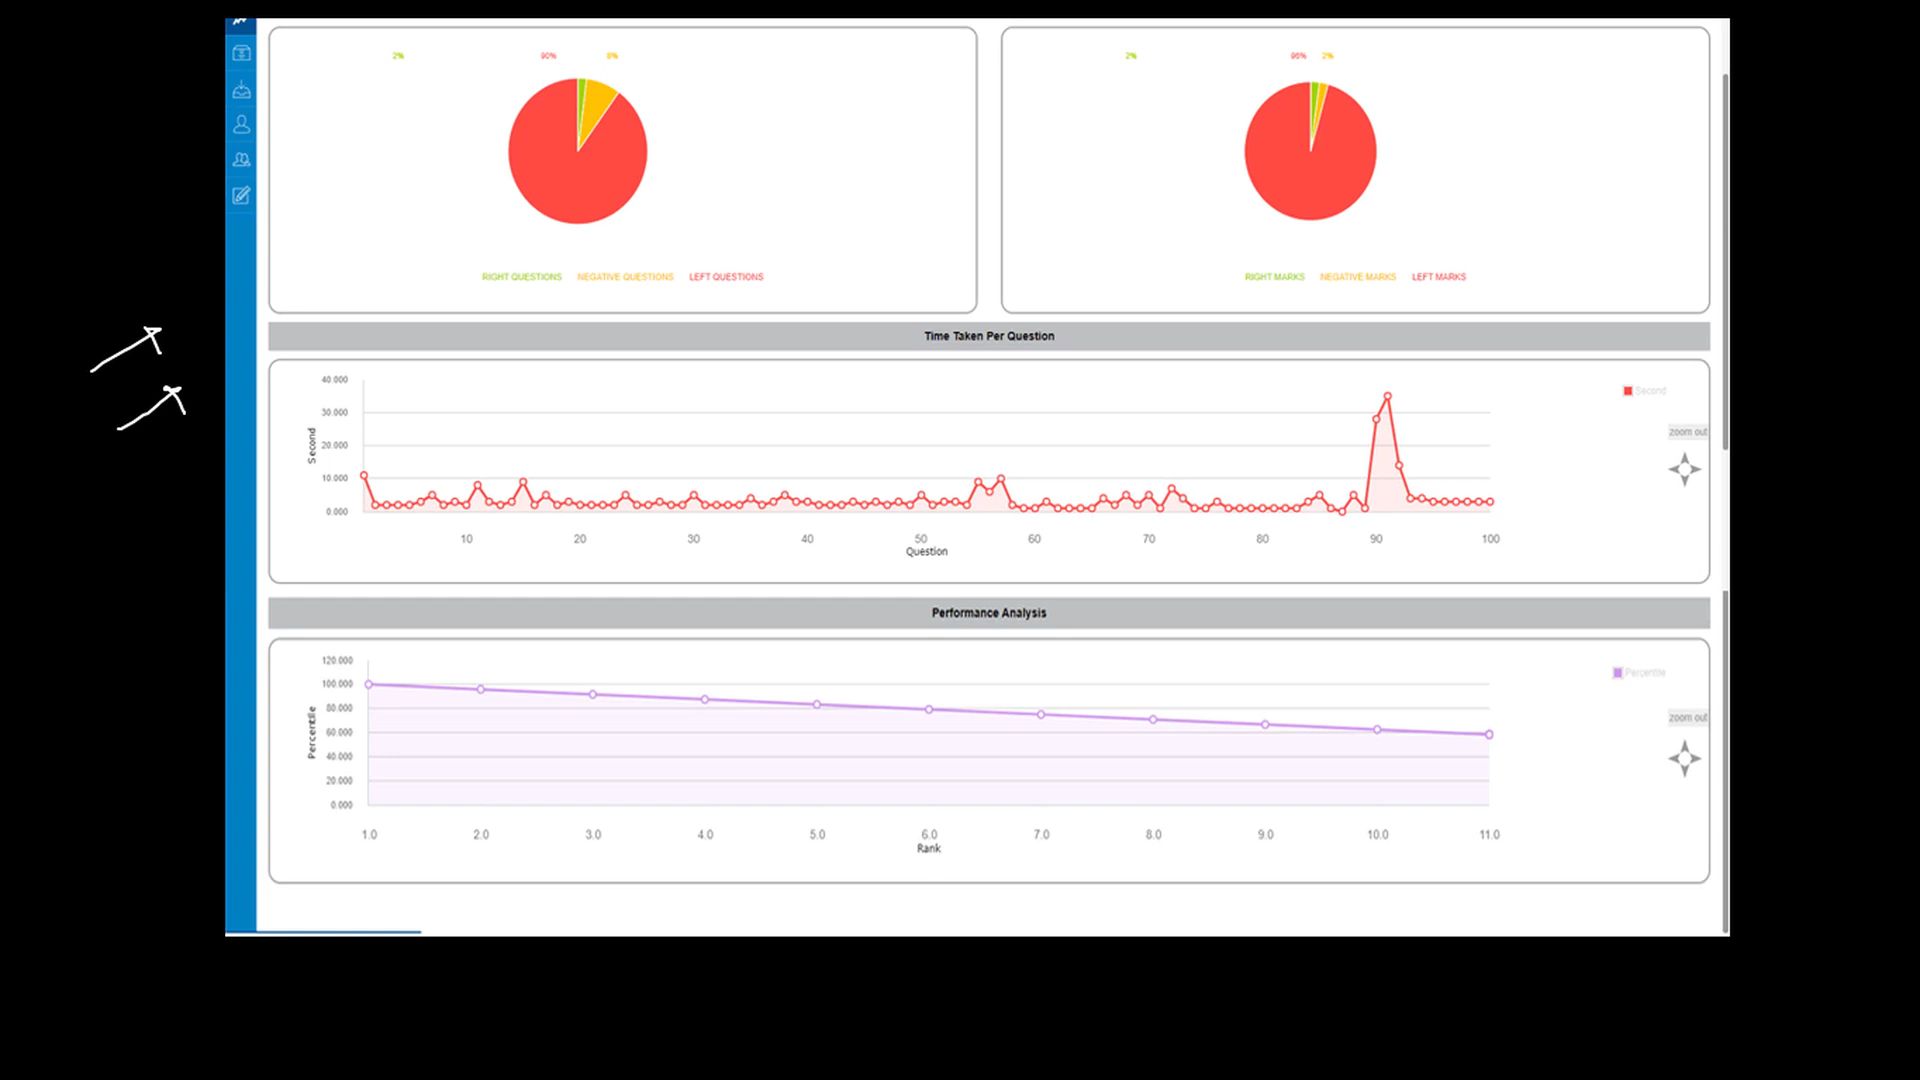 2% 90% 8%
2% 96% 2%
RIGHT QUESTIONS NEGATIVE QUESTIONS LEFT QUESTIONS
RIGHT MARKS NEGATIVE MARKS LEFT MARKS
Time Taken Per Question
40.000
30.000
20.000
10.000
0.000
Second
10 20 30 40 50 60 70 80 90 100
Question
Second
zoom out
Performance Analysis
120.000
100.000
80.000
60.000
40.000
20.000
0.000
Percentile
1.0 2.0 3.0 4.0 5.0 6.0 7.0 8.0 9.0 10.0 11.0
Rank
Percentile
zoom out